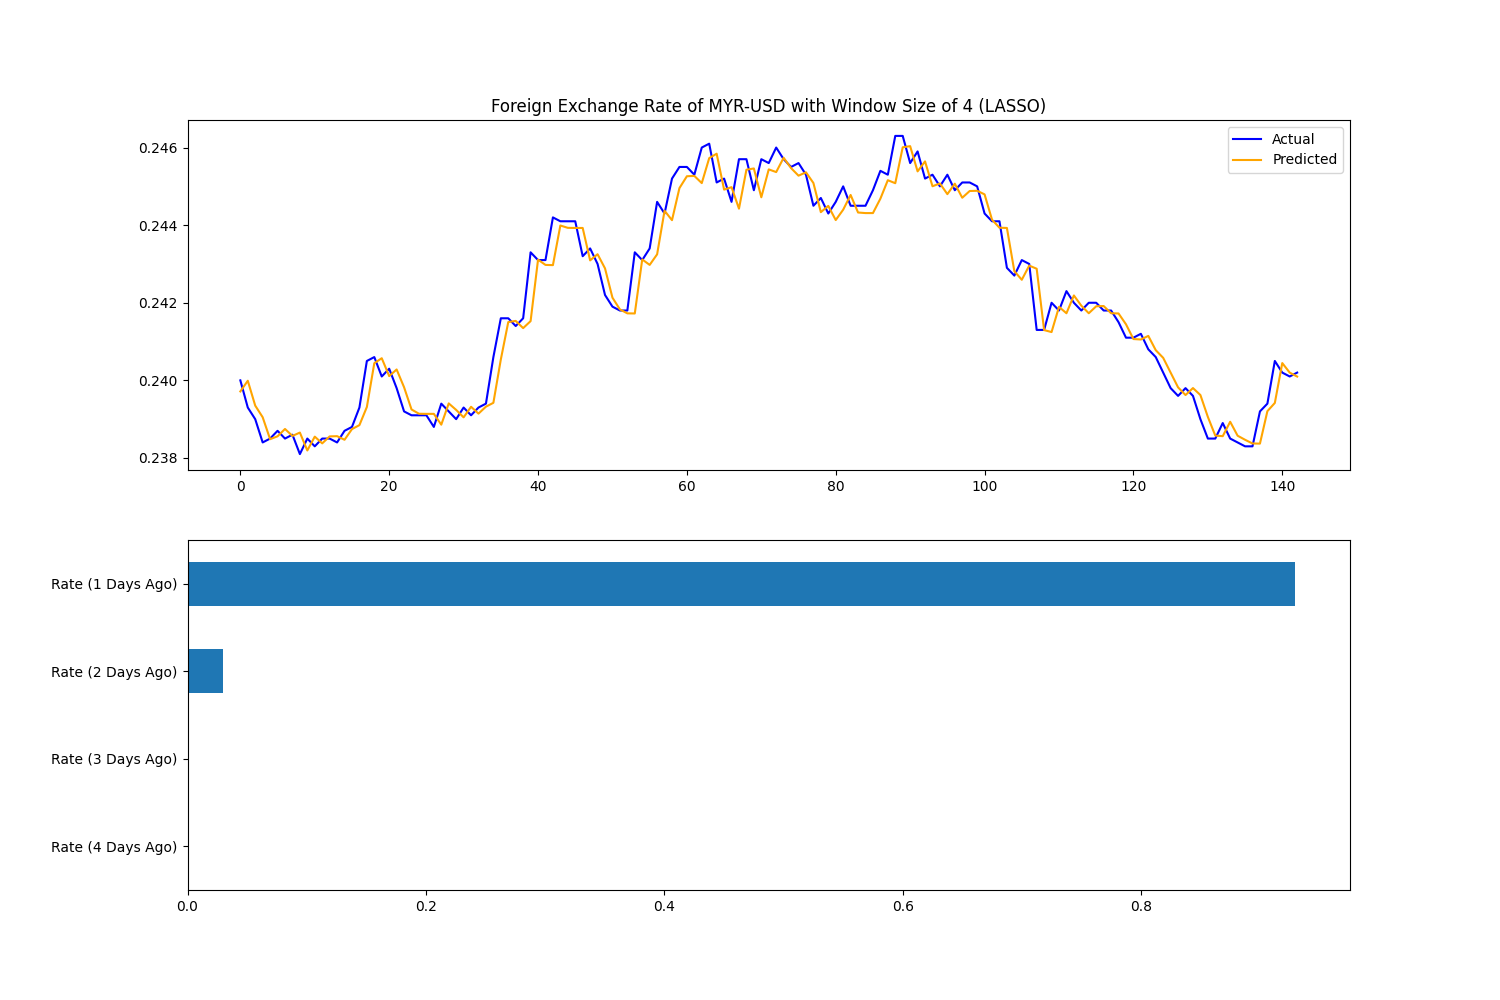 Foreign Exchange Rate of MYR-USD with Window Size of 4 (LASSO)
Actual
Predicted
0.246
0.244
0.242
0.240
0.238
0 20 40 60 80 100 120 140
Rate (1 Days Ago)
Rate (2 Days Ago)
Rate (3 Days Ago)
Rate (4 Days Ago)
0.0 0.2 0.4 0.6 0.8